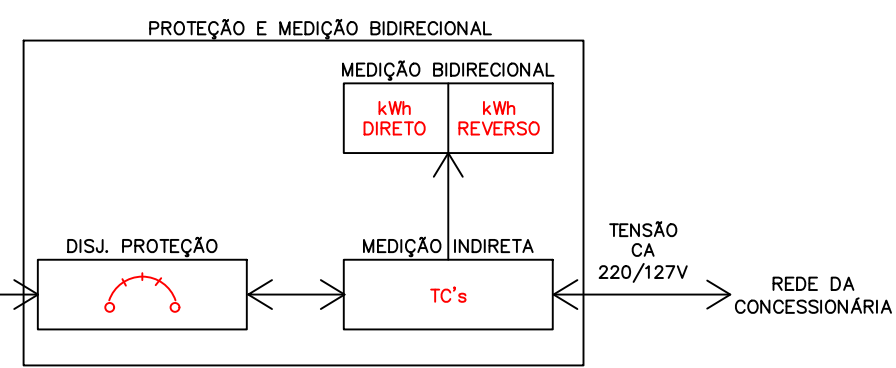 PROTEÇÃO E MEDIÇÃO BIDIRECIONAL
MEDIÇÃO BIDIRECIONAL
kWh
DIRETO
kWh
REVERSO
DISJ. PROTEÇÃO
MEDIÇÃO INDIRETA
TC's
TENSÃO
CA
220/127V
REDE DA
CONCESSIONÁRIA